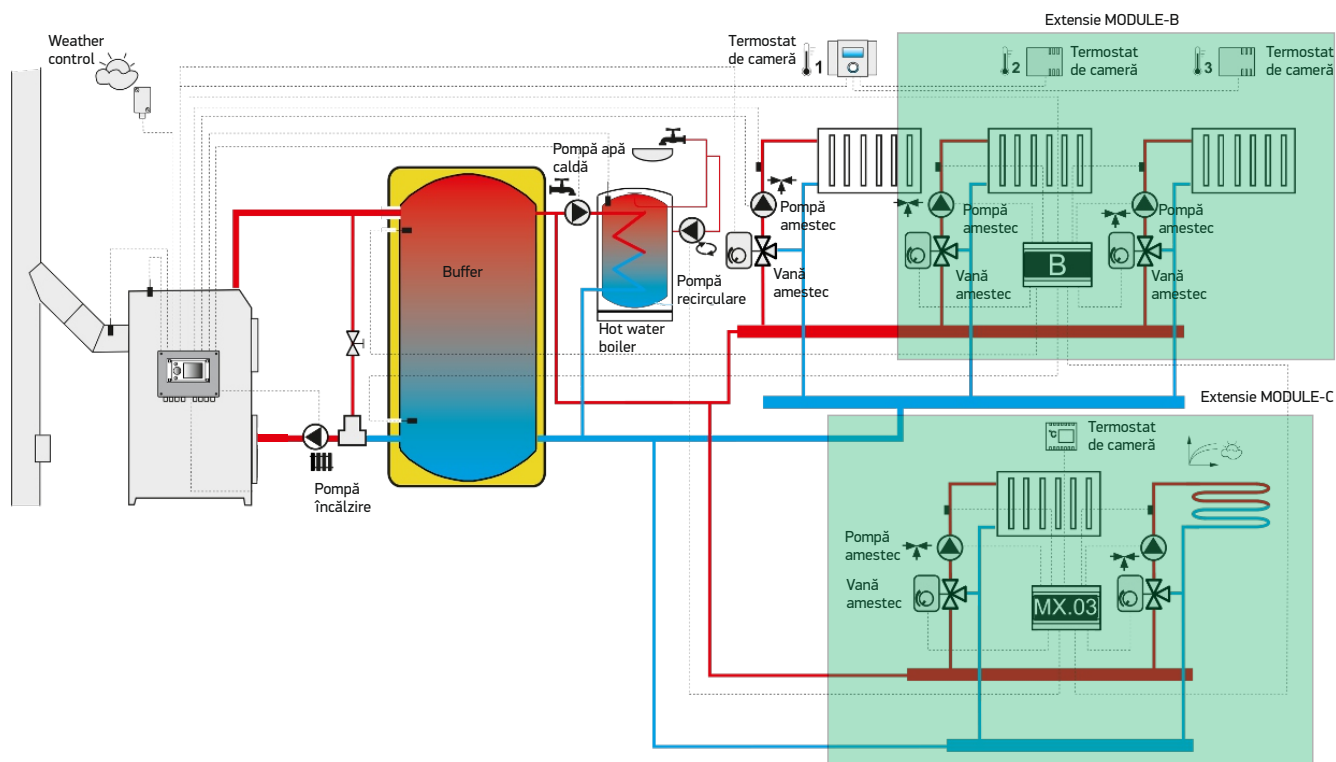 Extensie MODULE-B
Weather
control
Termostat
de cameră
1
2
Termostat
de cameră
3
Termostat
de cameră
Pompă apă
caldă
Buffer
Pompă
amestec
Pompă
amestec
Pompă
amestec
Vană
amestec
Vană
amestec
Vană
amestec
B
Pompă
recirculare
Hot water
boiler
Extensie MODULE-C
Termostat
de cameră
°C
Pompă
încălzire
Pompă
amestec
Vană
amestec
MX.03